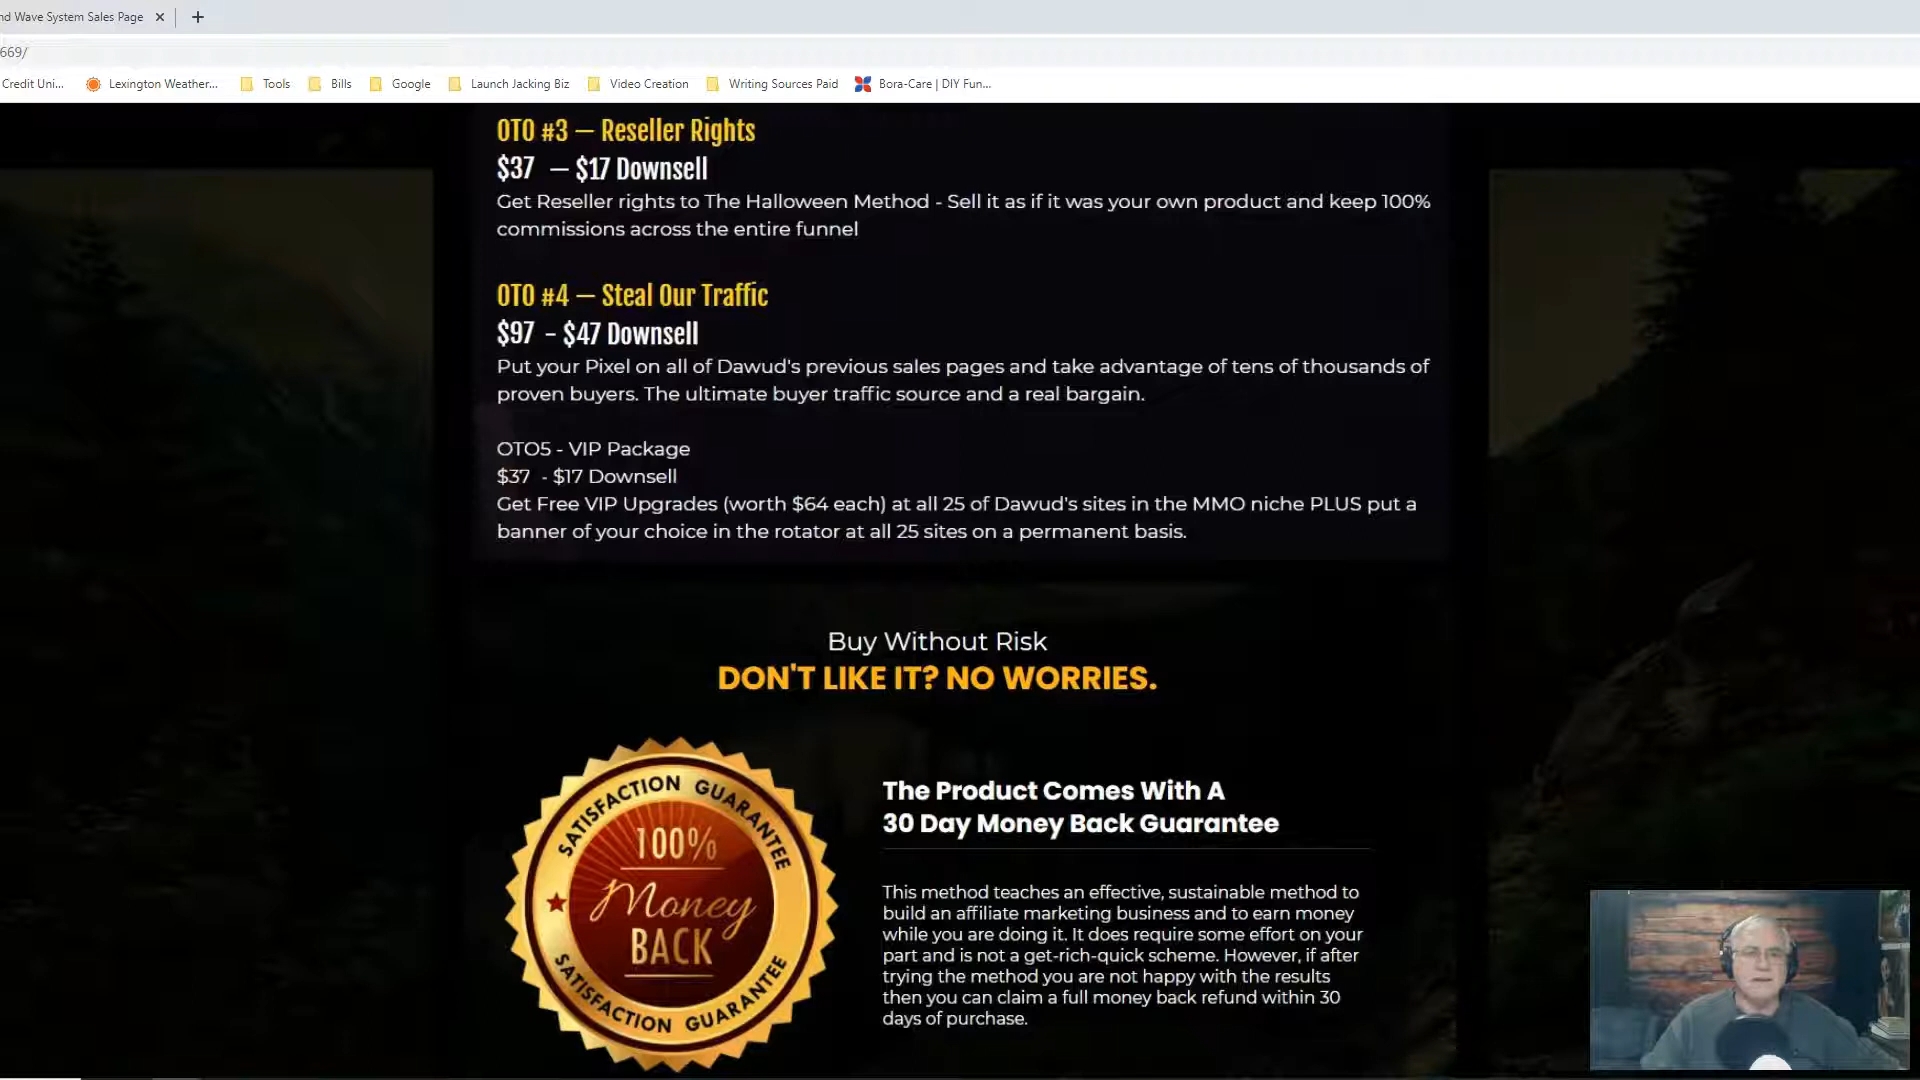 nd Wave System Sales Page
669/
Credit Uni...
Lexington Weather...
Tools
Bills
Google
Launch Jacking Biz
Video Creation
Writing Sources Paid
Bora-Care | DIY Fun...
OTO #3 — Reseller Rights
$37 — $17 Downsell
Get Reseller rights to The Halloween Method - Sell it as if it was your own product and keep 100%
commissions across the entire funnel
OTO #4 — Steal Our Traffic
$97 - $47 Downsell
Put your Pixel on all of Dawud's previous sales pages and take advantage of tens of thousands of
proven buyers. The ultimate buyer traffic source and a real bargain.
OTO5 - VIP Package
$37 - $17 Downsell
Get Free VIP Upgrades (worth $64 each) at all 25 of Dawud's sites in the MMO niche PLUS put a
banner of your choice in the rotator at all 25 sites on a permanent basis.
Buy Without Risk
DON'T LIKE IT? NO WORRIES.
SATISFACTION GUARANTEE
100%
Money
BACK
SATISFACTION GUARANTEE
The Product Comes With A
30 Day Money Back Guarantee
This method teaches an effective, sustainable method to
build an affiliate marketing business and to earn money
while you are doing it. It does require some effort on your
part and is not a get-rich-quick scheme. However, if after
trying the method you are not happy with the results
then you can claim a full money back refund within 30
days of purchase.